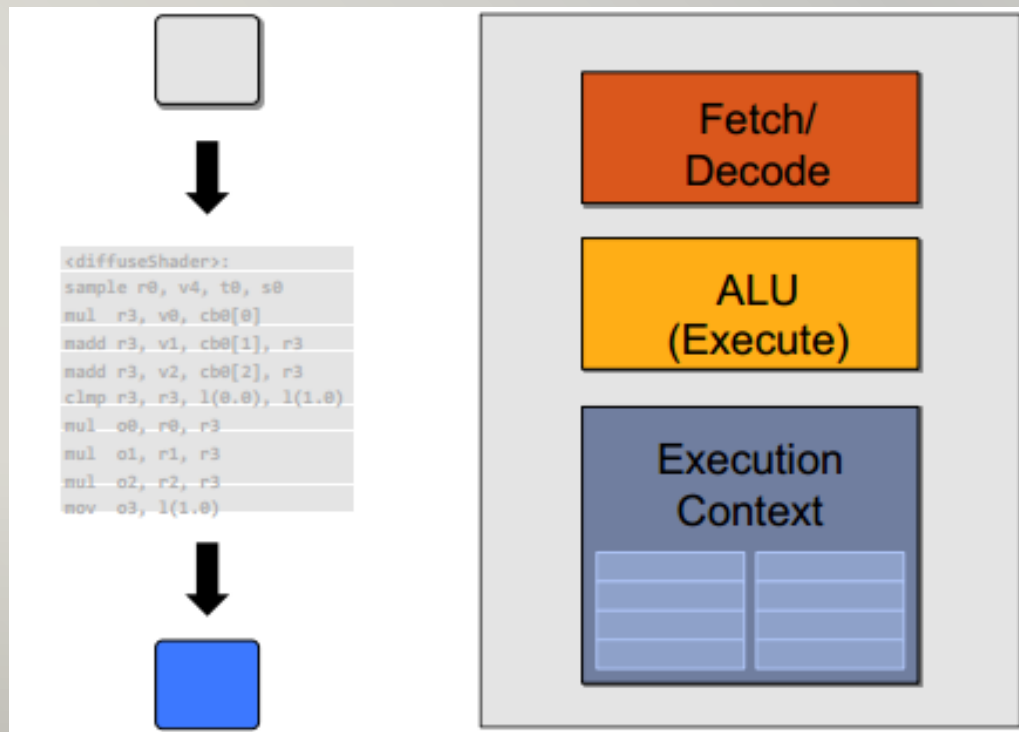 <diffuseShader>:
sample r0, v4, t0, s0
mul  r3, v0, cb0[0]
madd r3, v1, cb0[1], r3
madd r3, v2, cb0[2], r3
clmp r3, r3, l(0.0), l(1.0)
mul  o0, r0, r3
mul  o1, r1, r3
mul  o2, r2, r3
mov  o3, l(1.0)
Fetch/
Decode
ALU
(Execute)
Execution
Context